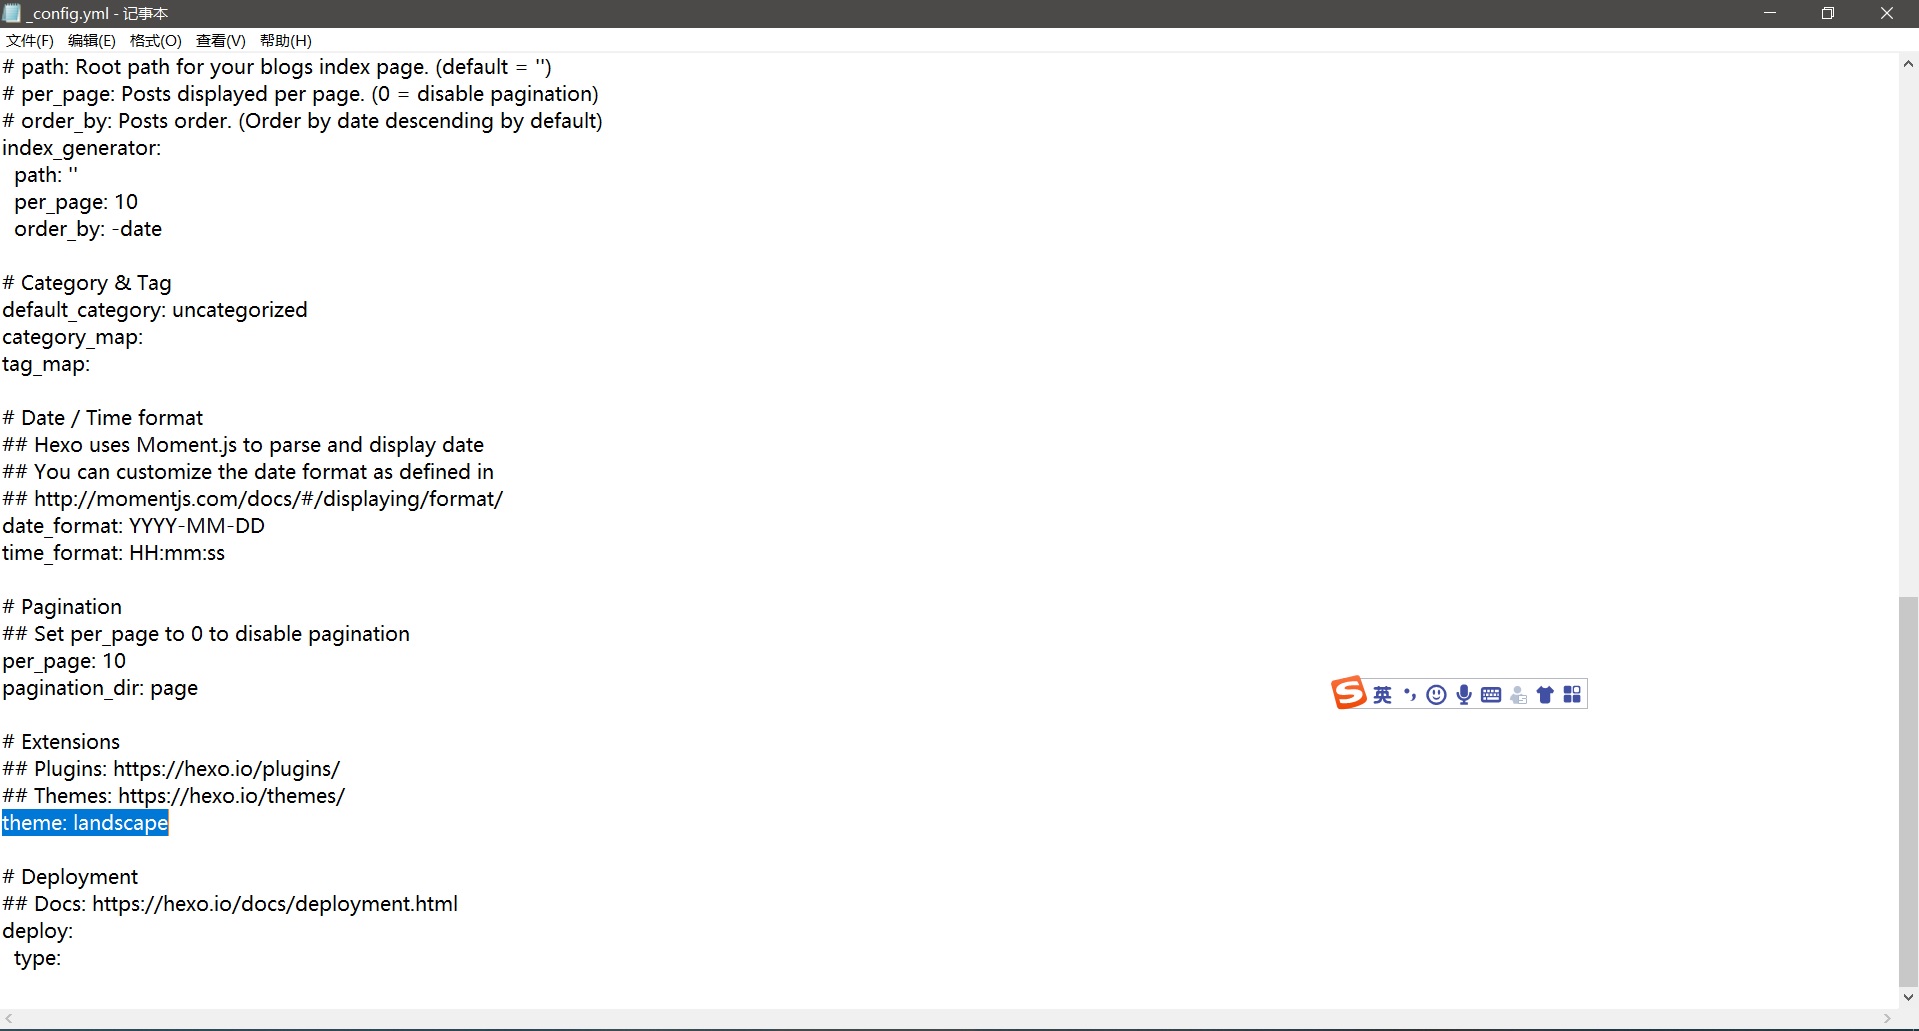 _config.yml - 记事本
文件(F) 编辑(E) 格式(O) 查看(V) 帮助(H)
# path: Root path for your blogs index page. (default = '')
# per_page: Posts displayed per page. (0 = disable pagination)
# order_by: Posts order. (Order by date descending by default)
index_generator:
  path: ''
  per_page: 10
  order_by: -date

# Category & Tag
default_category: uncategorized
category_map:
tag_map:

# Date / Time format
## Hexo uses Moment.js to parse and display date
## You can customize the date format as defined in
## http://momentjs.com/docs/#/displaying/format/
date_format: YYYY-MM-DD
time_format: HH:mm:ss

# Pagination
## Set per_page to 0 to disable pagination
per_page: 10
pagination_dir: page
S 英

# Extensions
## Plugins: https://hexo.io/plugins/
## Themes: https://hexo.io/themes/
theme: landscape

# Deployment
## Docs: https://hexo.io/docs/deployment.html
deploy:
  type: